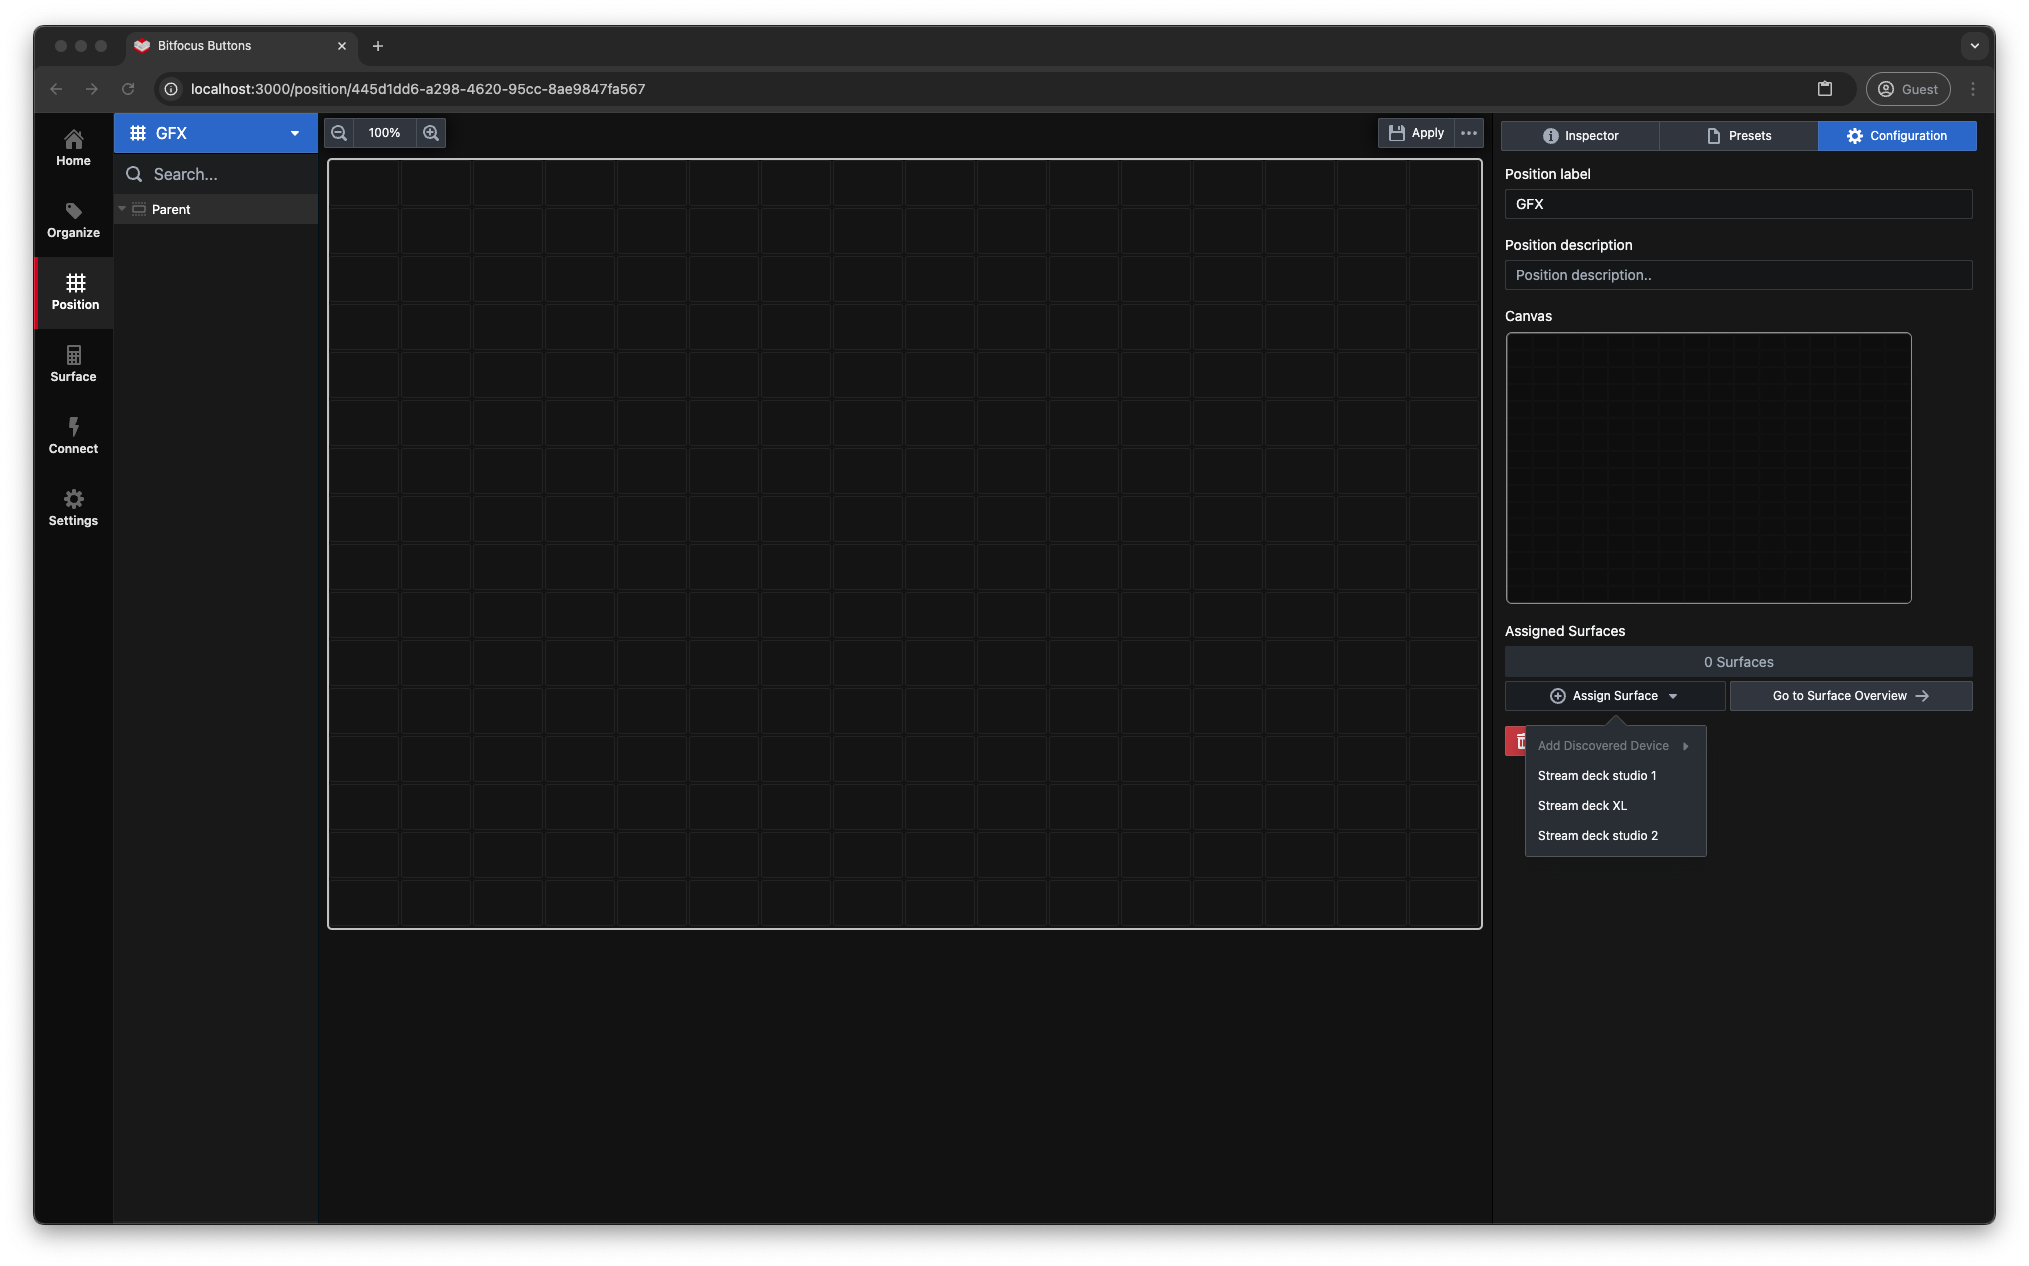 Bitfocus Buttons
localhost:3000/position/445d1dd6-a298-4620-95cc-8ae9847fa567
Guest
Home
Organize
Position
Surface
Connect
Settings
GFX
Search...
Parent
100%
Apply
Inspector
Presets
Configuration
Position label
GFX
Position description
Position description..
Canvas
Assigned Surfaces
0 Surfaces
Assign Surface
Go to Surface Overview
Add Discovered Device
Stream deck studio 1
Stream deck XL
Stream deck studio 2